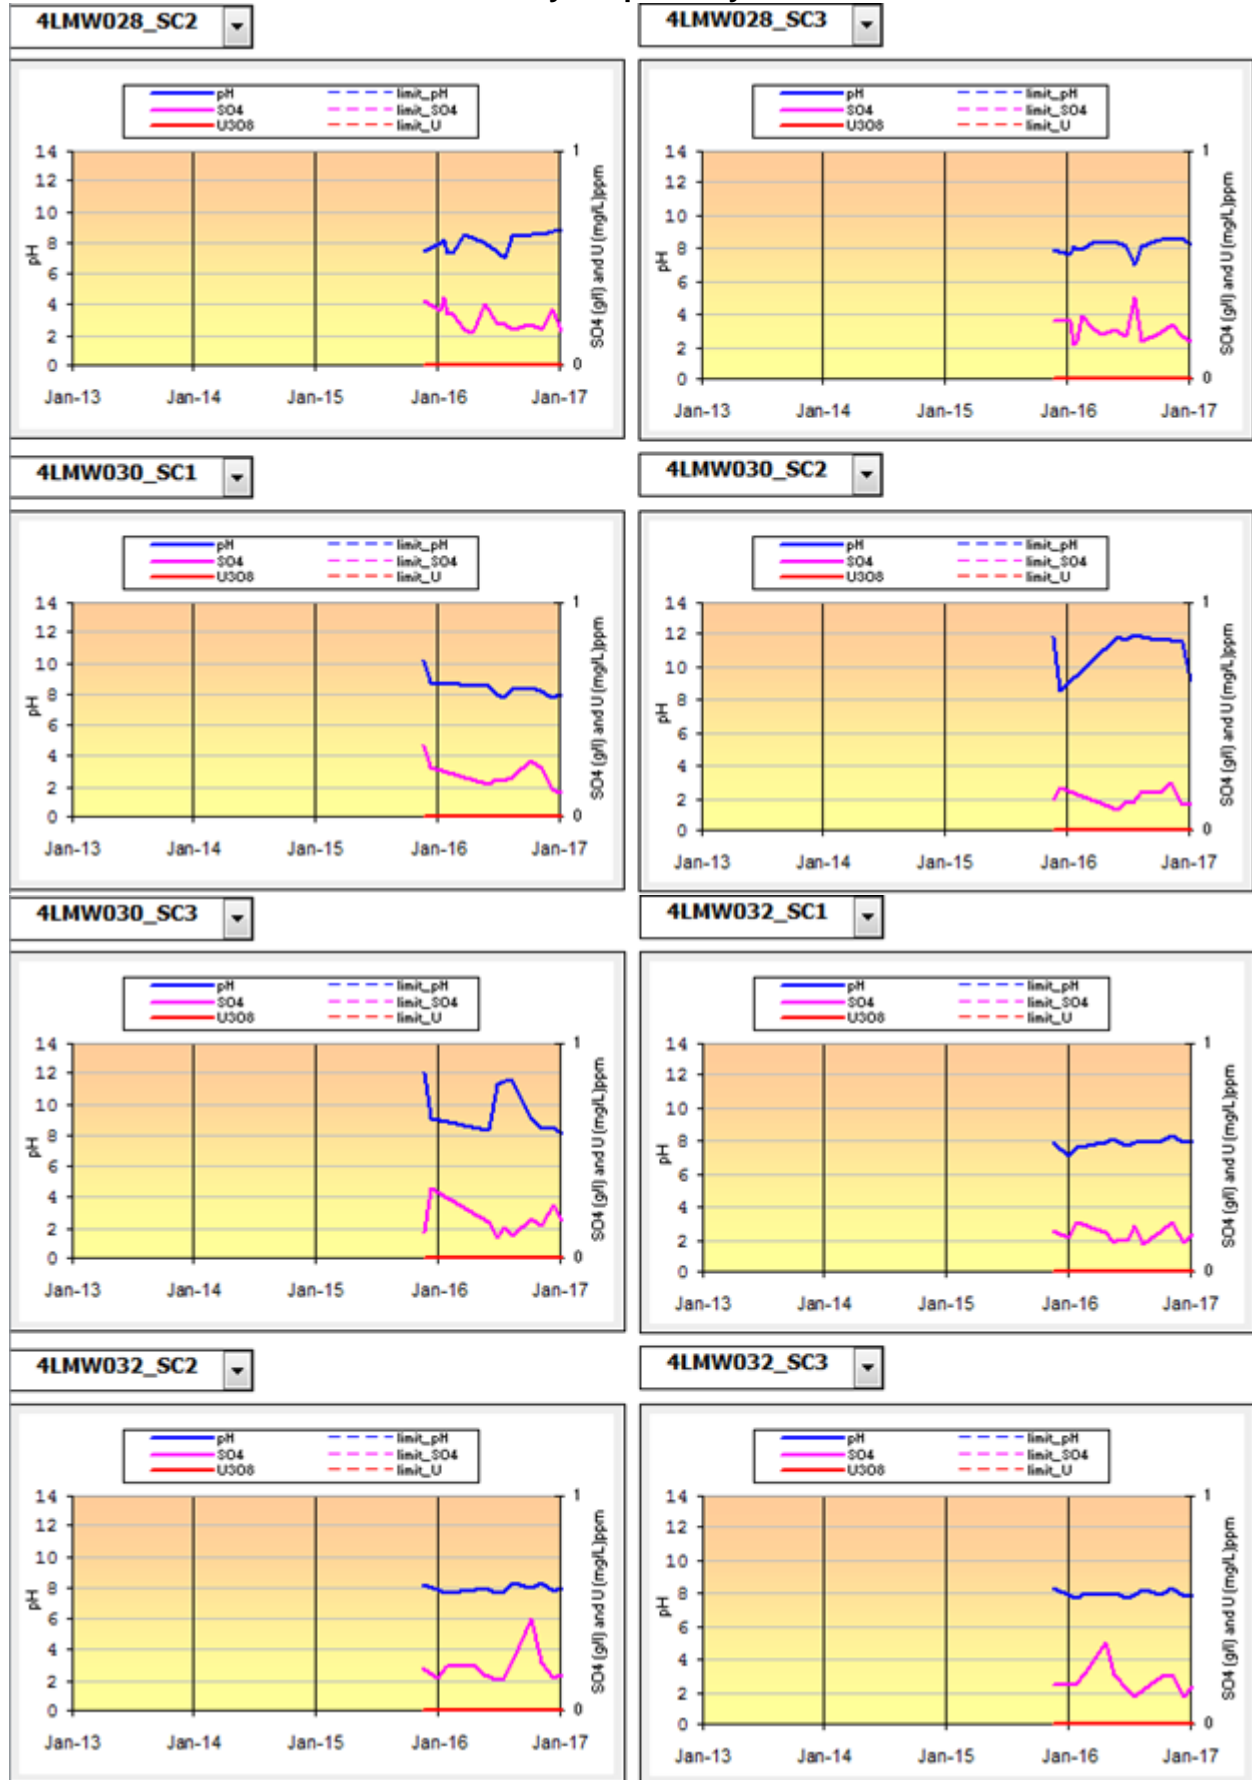 4LMW028_SC2
4LMW028_SC3
pH
limit_pH
SO4
limit_SO4
U3O8
limit_U
14
12
10
8
6
4
2
0
pH
1
0
SO4 (g/l) and U (mg/L)ppm
Jan-13 Jan-14 Jan-15 Jan-16 Jan-17
pH
limit_pH
SO4
limit_SO4
U3O8
limit_U
14
12
10
8
6
4
2
0
pH
1
0
SO4 (g/l) and U (mg/L)ppm
Jan-13 Jan-14 Jan-15 Jan-16 Jan-17
4LMW030_SC1
4LMW030_SC2
pH
limit_pH
SO4
limit_SO4
U3O8
limit_U
14
12
10
8
6
4
2
0
pH
1
0
SO4 (g/l) and U (mg/L)ppm
Jan-13 Jan-14 Jan-15 Jan-16 Jan-17
pH
limit_pH
SO4
limit_SO4
U3O8
limit_U
14
12
10
8
6
4
2
0
pH
1
0
SO4 (g/l) and U (mg/L)ppm
Jan-13 Jan-14 Jan-15 Jan-16 Jan-17
4LMW030_SC3
4LMW032_SC1
pH
limit_pH
SO4
limit_SO4
U3O8
limit_U
14
12
10
8
6
4
2
0
pH
1
0
SO4 (g/l) and U (mg/L)ppm
Jan-13 Jan-14 Jan-15 Jan-16 Jan-17
pH
limit_pH
SO4
limit_SO4
U3O8
limit_U
14
12
10
8
6
4
2
0
pH
1
0
SO4 (g/l) and U (mg/L)ppm
Jan-13 Jan-14 Jan-15 Jan-16 Jan-17
4LMW032_SC2
4LMW032_SC3
pH
limit_pH
SO4
limit_SO4
U3O8
limit_U
14
12
10
8
6
4
2
0
pH
1
0
SO4 (g/l) and U (mg/L)ppm
Jan-13 Jan-14 Jan-15 Jan-16 Jan-17
pH
limit_pH
SO4
limit_SO4
U3O8
limit_U
14
12
10
8
6
4
2
0
pH
1
0
SO4 (g/l) and U (mg/L)ppm
Jan-13 Jan-14 Jan-15 Jan-16 Jan-17